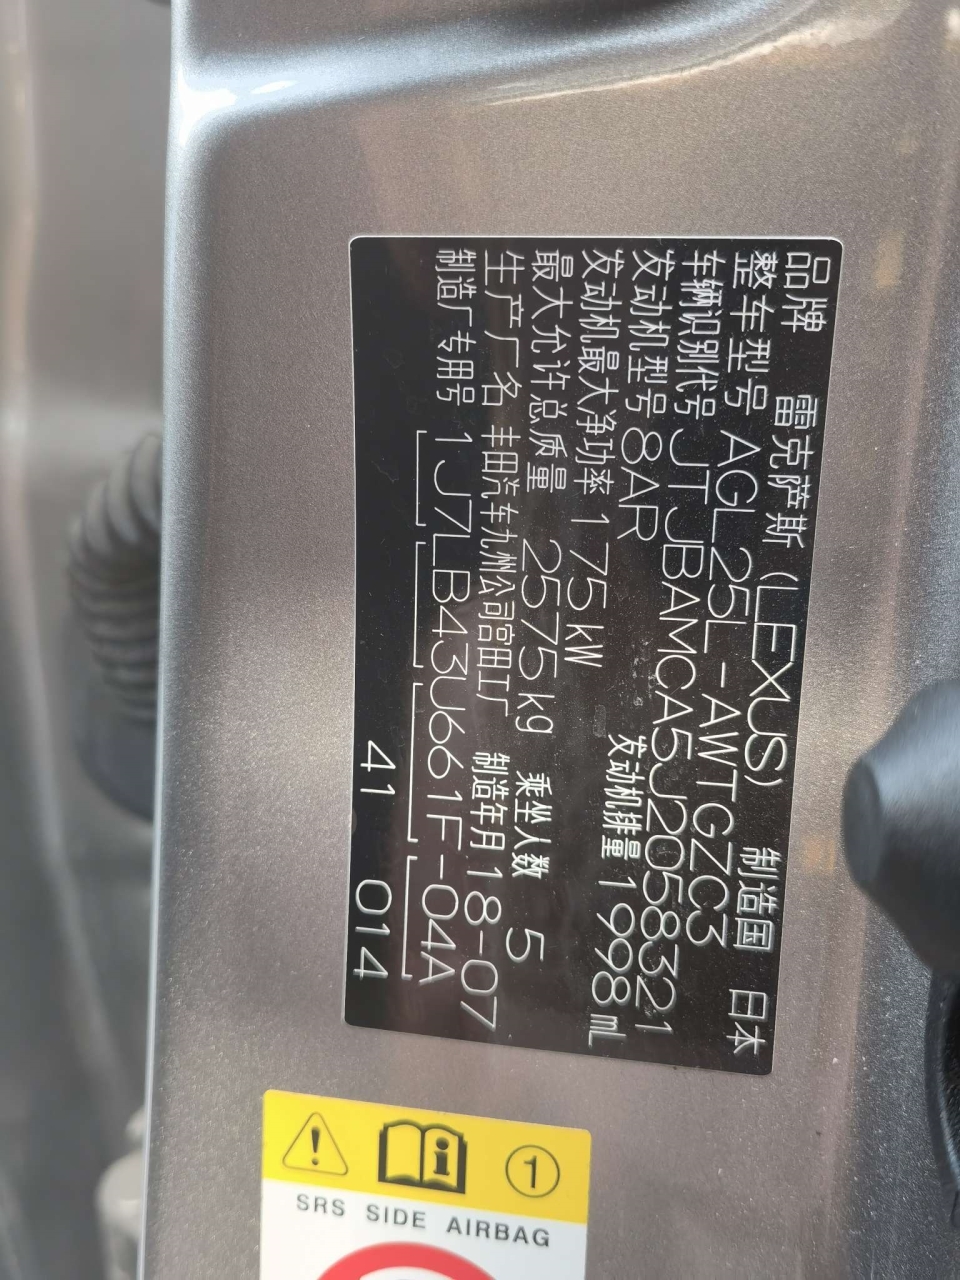 品牌 雷克萨斯 (LEXUS) 制造国 日本
整车型号 AGL25L-AWTGZC3
车辆识别代号 JTJBAMCA5J2058321
发动机型号 8AR 发动机排量 1998mL
发动机最大净功率 175kW
最大允许总质量 2575kg 乘坐人数 5
生产厂名 丰田汽车九州公司宫田工厂 制造年月 18-07
制造厂专用号 1J7LB43U661F-04A
41 014
1
SRS SIDE AIRBAG